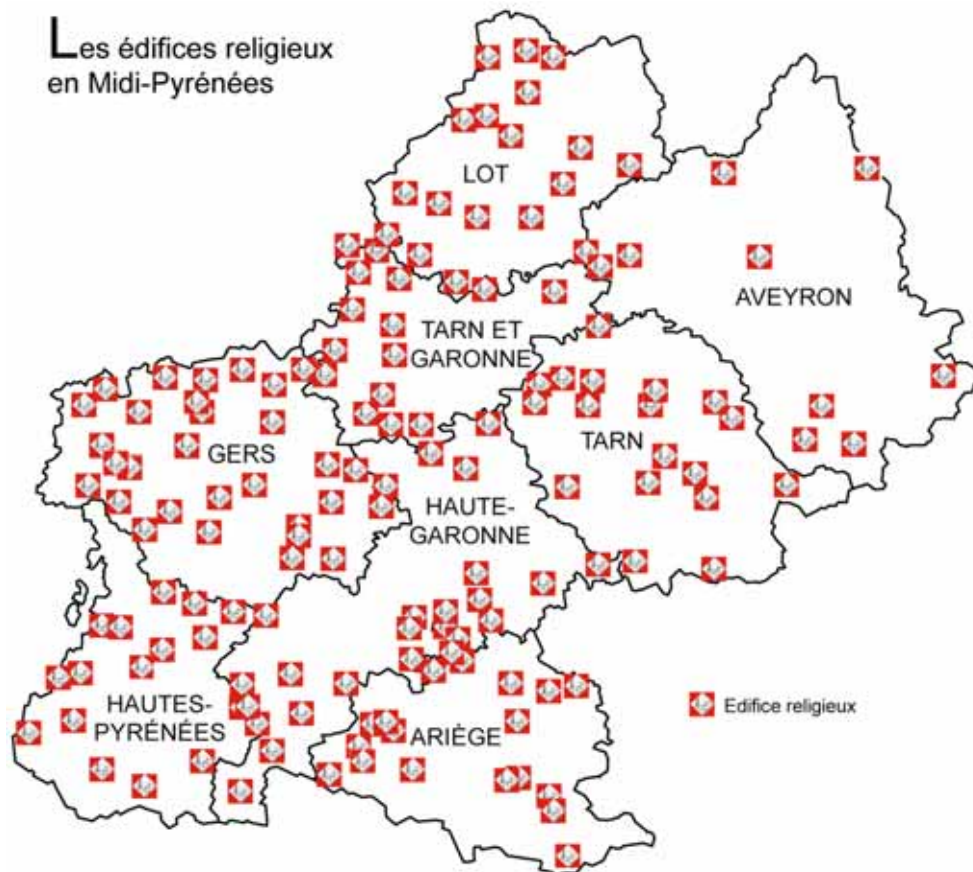 Les édifices religieux
en Midi-Pyrénées
LOT
AVEYRON
TARN ET
GARONNE
TARN
GERS
HAUTE-
GARONNE
HAUTES-
PYRÉNÉES
ARIÈGE
Edifice religieux